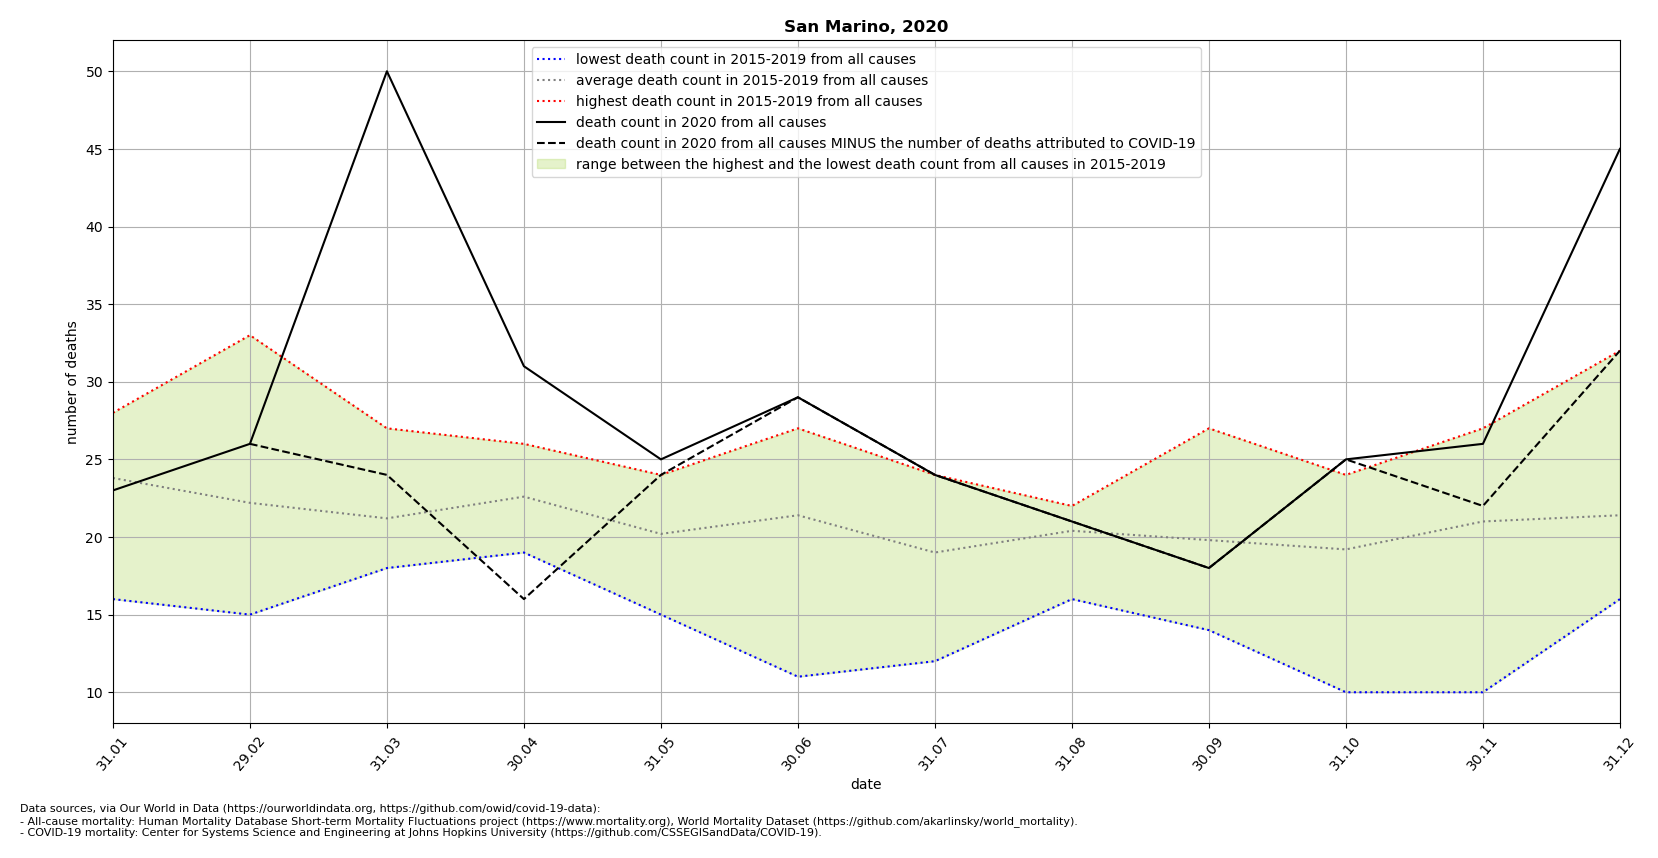 San Marino, 2020
lowest death count in 2015-2019 from all causes
average death count in 2015-2019 from all causes
highest death count in 2015-2019 from all causes
death count in 2020 from all causes
death count in 2020 from all causes MINUS the number of deaths attributed to COVID-19
range between the highest and the lowest death count from all causes in 2015-2019
50
45
40
35
30
25
20
15
10
number of deaths
31.01
29.02
31.03
30.04
31.05
30.06
31.07
31.08
30.09
31.10
30.11
31.12
date
Data sources, via Our World in Data (https://ourworldindata.org, https://github.com/owid/covid-19-data):
- All-cause mortality: Human Mortality Database Short-term Mortality Fluctuations project (https://www.mortality.org), World Mortality Dataset (https://github.com/akarlinsky/world_mortality).
- COVID-19 mortality: Center for Systems Science and Engineering at Johns Hopkins University (https://github.com/CSSEGISandData/COVID-19).